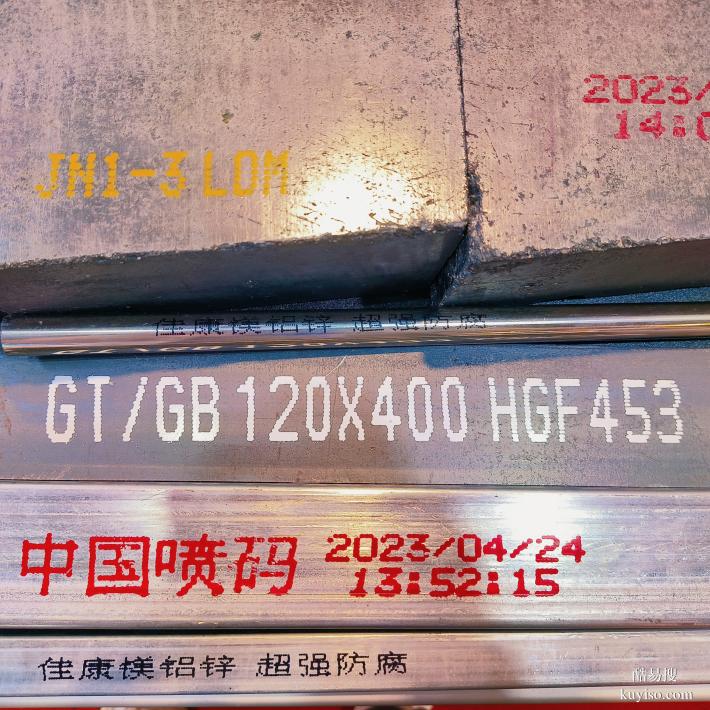 2023/
14:0
JN1-3 LDM
佳康镁铝锌 超强防腐
GT/GB 120X400 HGF453
中国喷码 2023/04/24
13:52:15
佳康镁铝锌 超强防腐
酷易搜
kuyiso.com